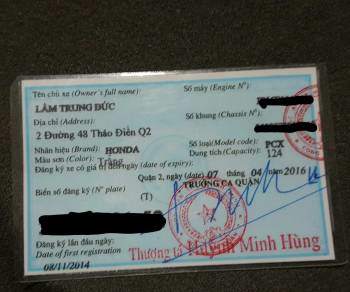 Tên chủ xe (Owner's full name): Số máy (Engine N°):
LÂM TRUNG ĐỨC
Địa chỉ (Address): Số khung (Chassis N°):
2 Đường 48 Thảo Điền Q2
Nhãn hiệu (Brand): HONDA Số loại (Model code): PCX
Màu sơn (Color): Trắng Dung tích (Capacity): 124
Đăng ký xe có giá trị đến ngày (date of expiry):
Quận 2, ngày (date) 07 tháng 04 năm 2016
Biển số đăng ký (N° plate) (T) TRƯỞNG CA QUẬN
Đăng ký lần đầu ngày:
Date of first registration
08/11/2014
Thượng tá Huỳnh Minh Hùng